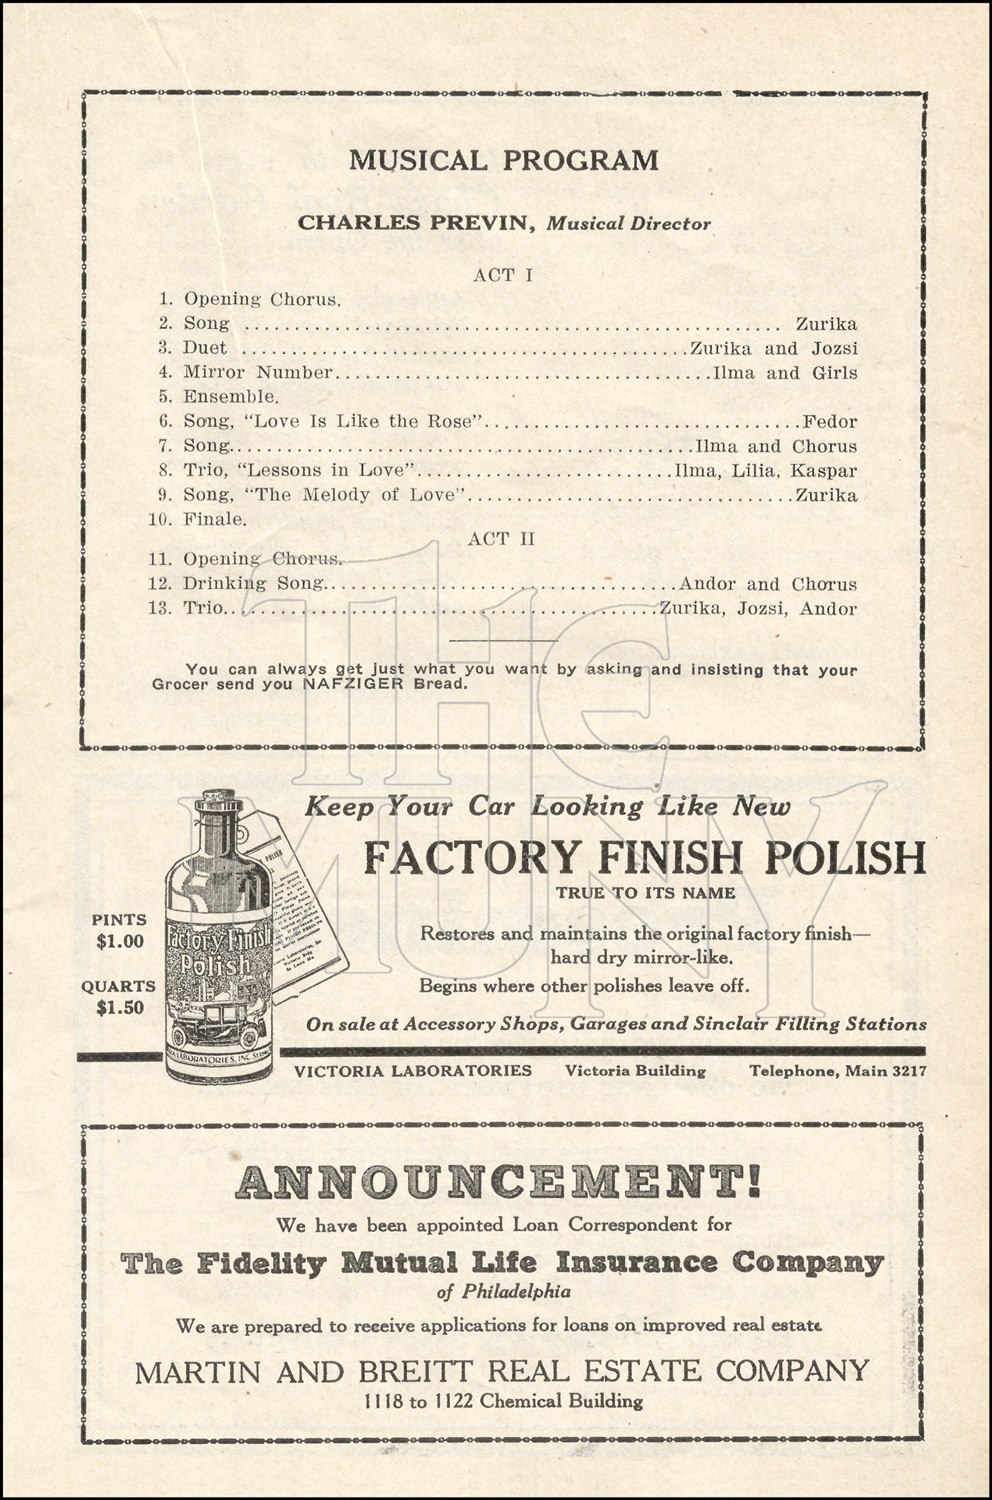 MUSICAL PROGRAM
CHARLES PREVIN, Musical Director
ACT I
1. Opening Chorus.
2. Song ........................................................ Zurika
3. Duet ............................................Zurika and Jozsi
4. Mirror Number.....................................Ilma and Girls
5. Ensemble.
6. Song, “Love Is Like the Rose”................................Fedor
7. Song..............................................Ilma and Chorus
8. Trio, “Lessons in Love”.........................Ilma, Lilia, Kaspar
9. Song, “The Melody of Love”.................................Zurika
10. Finale.
ACT II
11. Opening Chorus.
12. Drinking Song...................................Andor and Chorus
13. Trio...........................................Zurika, Jozsi, Andor
You can always get just what you want by asking and insisting that your
Grocer send you NAFZIGER Bread.
THE
MUNY
Keep Your Car Looking Like New
FACTORY FINISH POLISH
TRUE TO ITS NAME
PINTS
$1.00
QUARTS
$1.50
Factory Finish
Polish
LABORATORIES, INC.
POLISH
Restores and maintains the original factory finish—
hard dry mirror-like.
Begins where other polishes leave off.
On sale at Accessory Shops, Garages and Sinclair Filling Stations
VICTORIA LABORATORIES Victoria Building Telephone, Main 3217
ANNOUNCEMENT!
We have been appointed Loan Correspondent for
The Fidelity Mutual Life Insurance Company
of Philadelphia
We are prepared to receive applications for loans on improved real estate
MARTIN AND BREITT REAL ESTATE COMPANY
1118 to 1122 Chemical Building